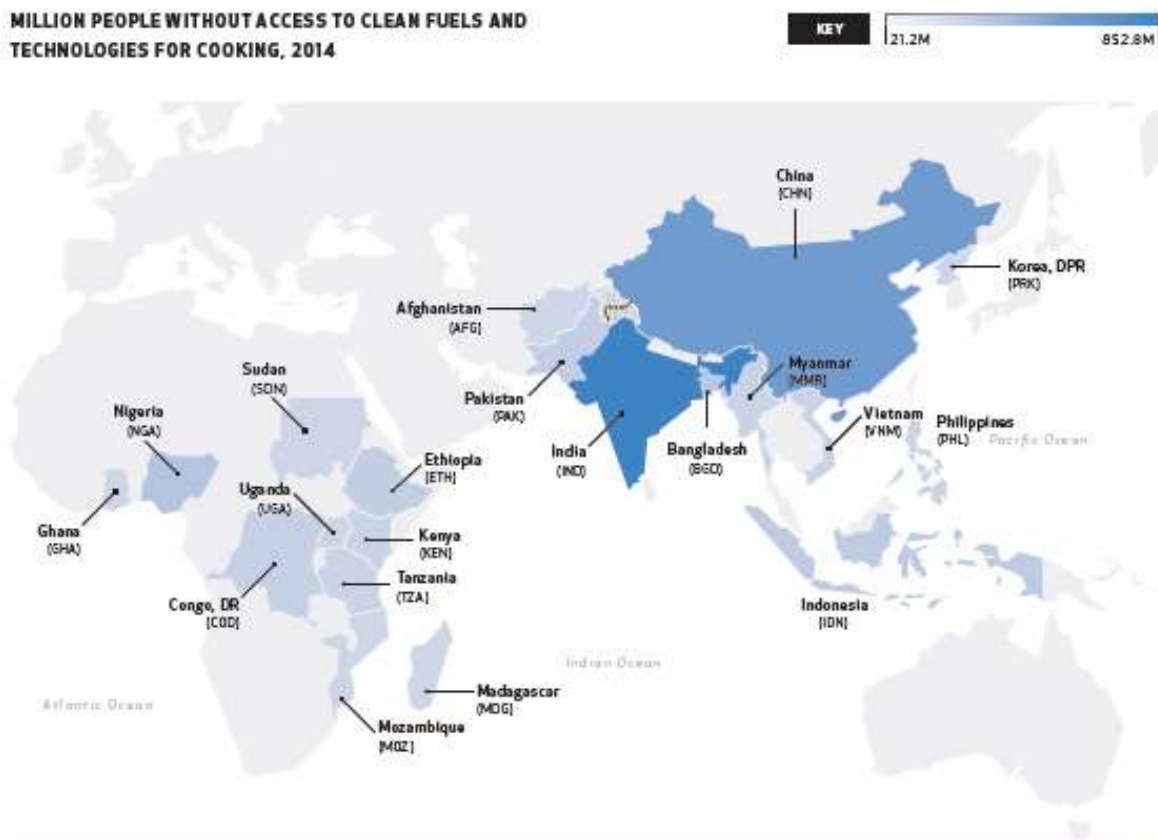 MILLION PEOPLE WITHOUT ACCESS TO CLEAN FUELS AND
TECHNOLOGIES FOR COOKING, 2014
KEY
21.2M
852.8M
China
[CHN]
Korea, DPR
[PRK]
Afghanistan
(AFG)
Myanmar
[MMR]
Sudan
(SDN)
Pakistan
(PAK)
Nigeria
(NGA)
Vietnam
(VNM)
Philippines
(PHL)
Pacific Ocean
India
(IND)
Bangladesh
(BGD)
Ethiopia
[ETH]
Uganda
(UGA)
Ghana
(GHA)
Kenya
[KEN]
Tanzania
(TZA)
Congo, DR
[COD]
Indonesia
[IDN]
Indian Ocean
Madagascar
(MDG)
Atlantic Ocean
Mozambique
[MOZ]